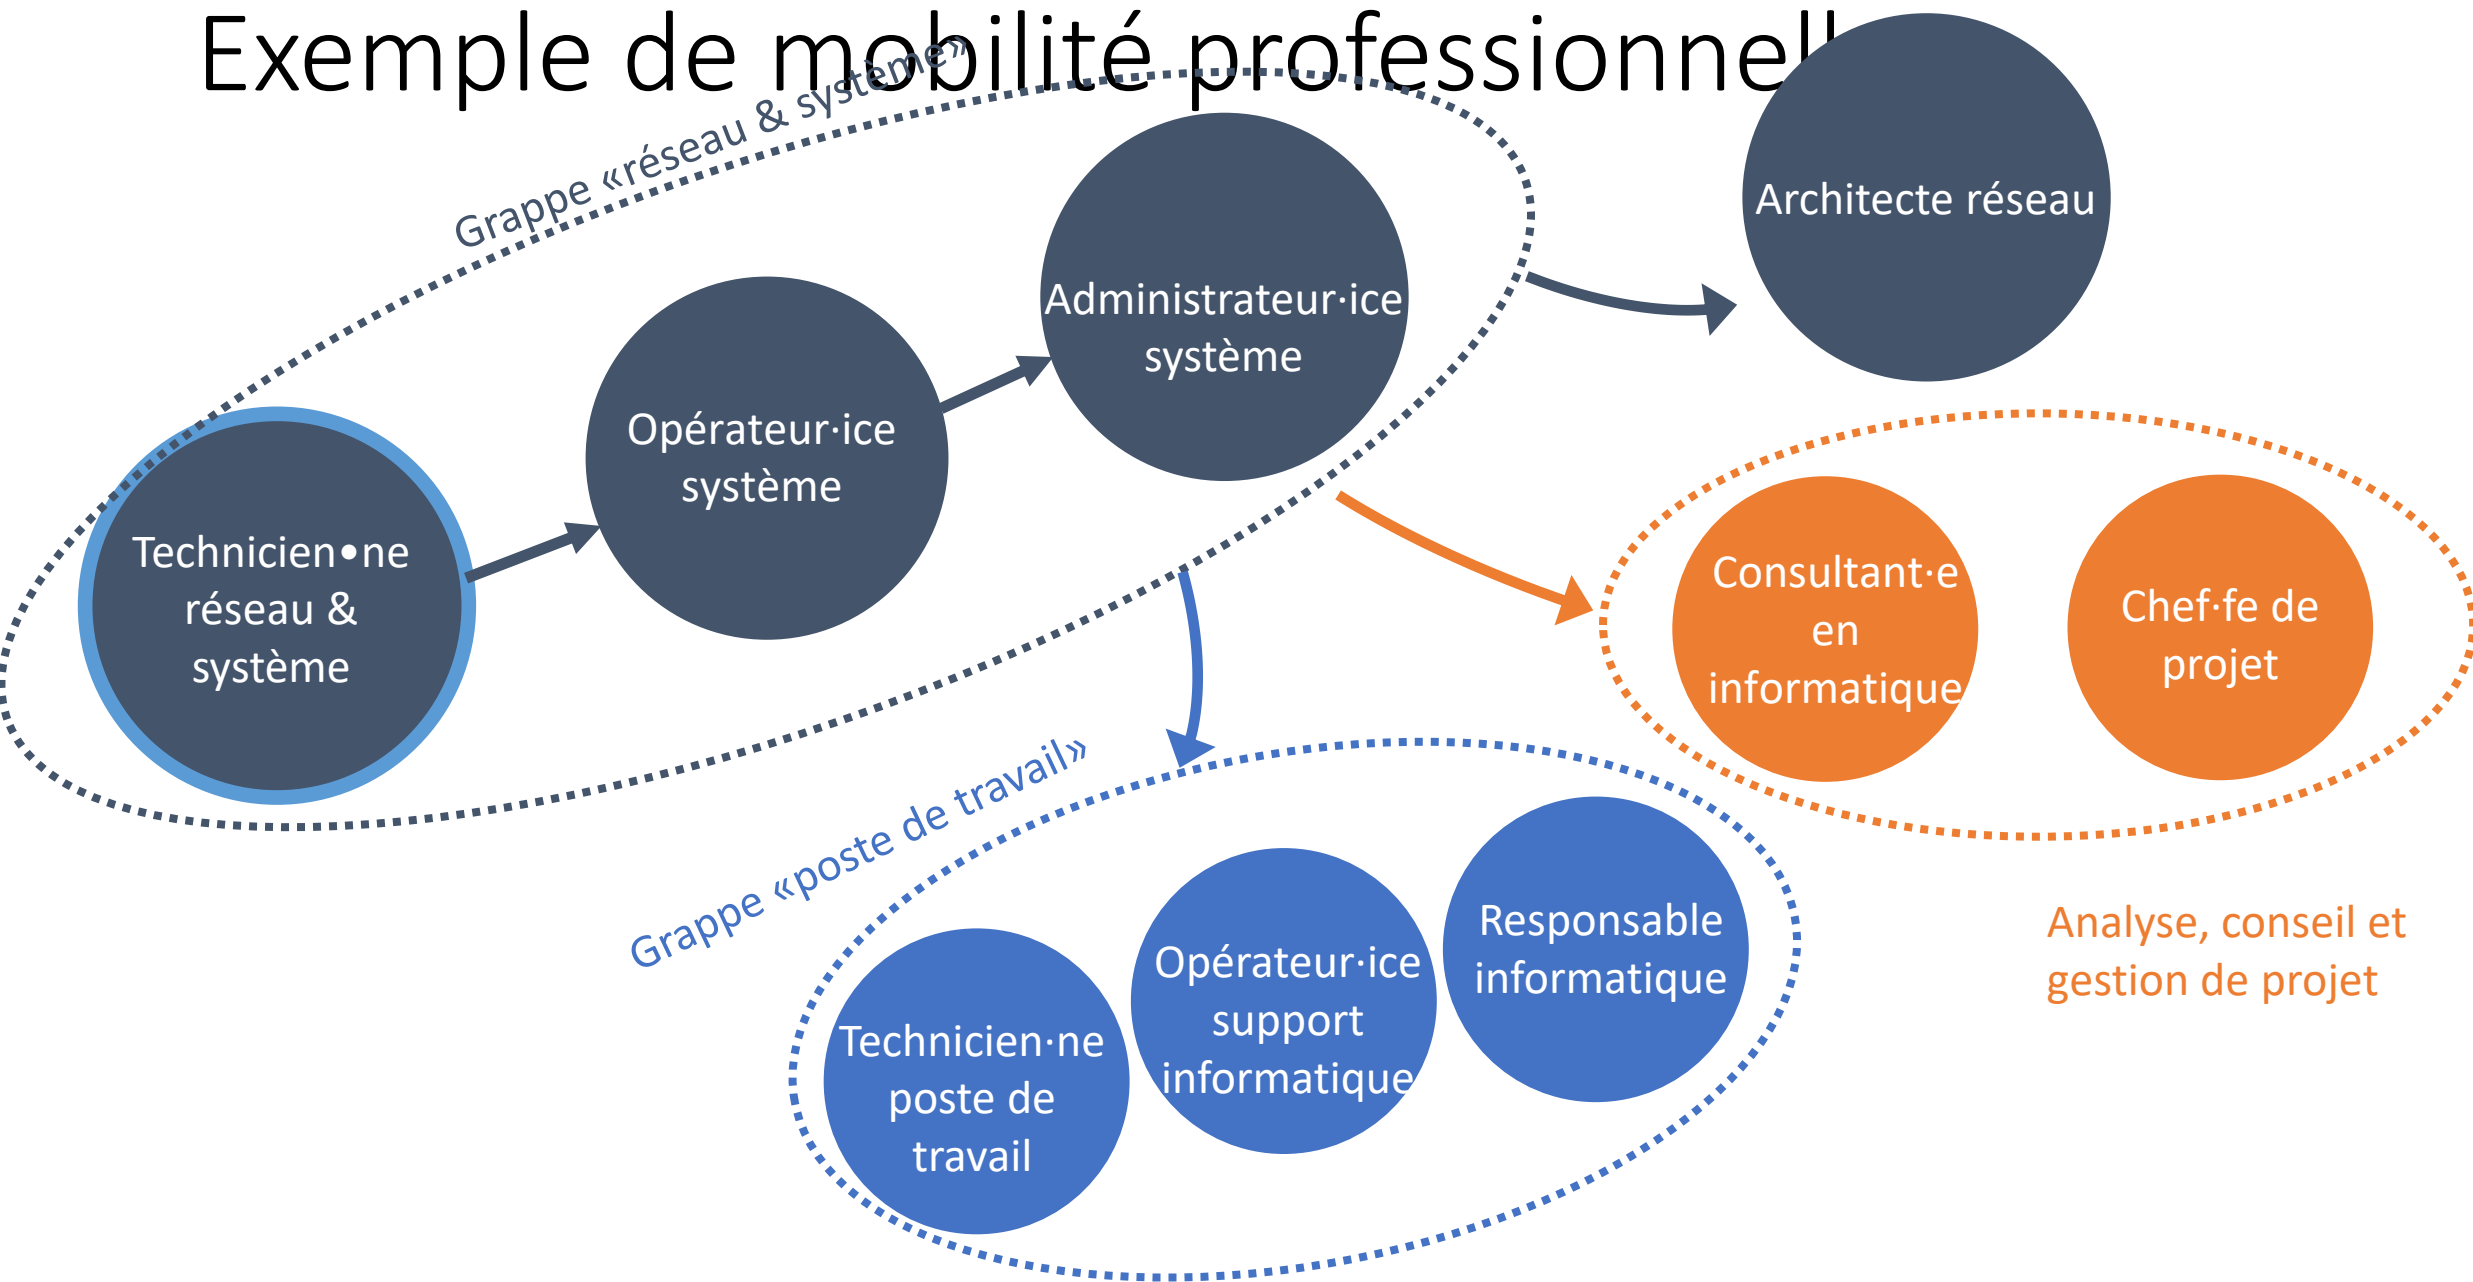 Exemple de mobilité professionnell
Grappe «réseau & système»
Architecte réseau
Administrateur·ice
système
Opérateur·ice
système
Technicien•ne
réseau &
système
Consultant·e
en
informatique
Chef·fe de
projet
Grappe «poste de travail»
Responsable
informatique
Opérateur·ice
support
informatique
Technicien·ne
poste de
travail
Analyse, conseil et
gestion de projet